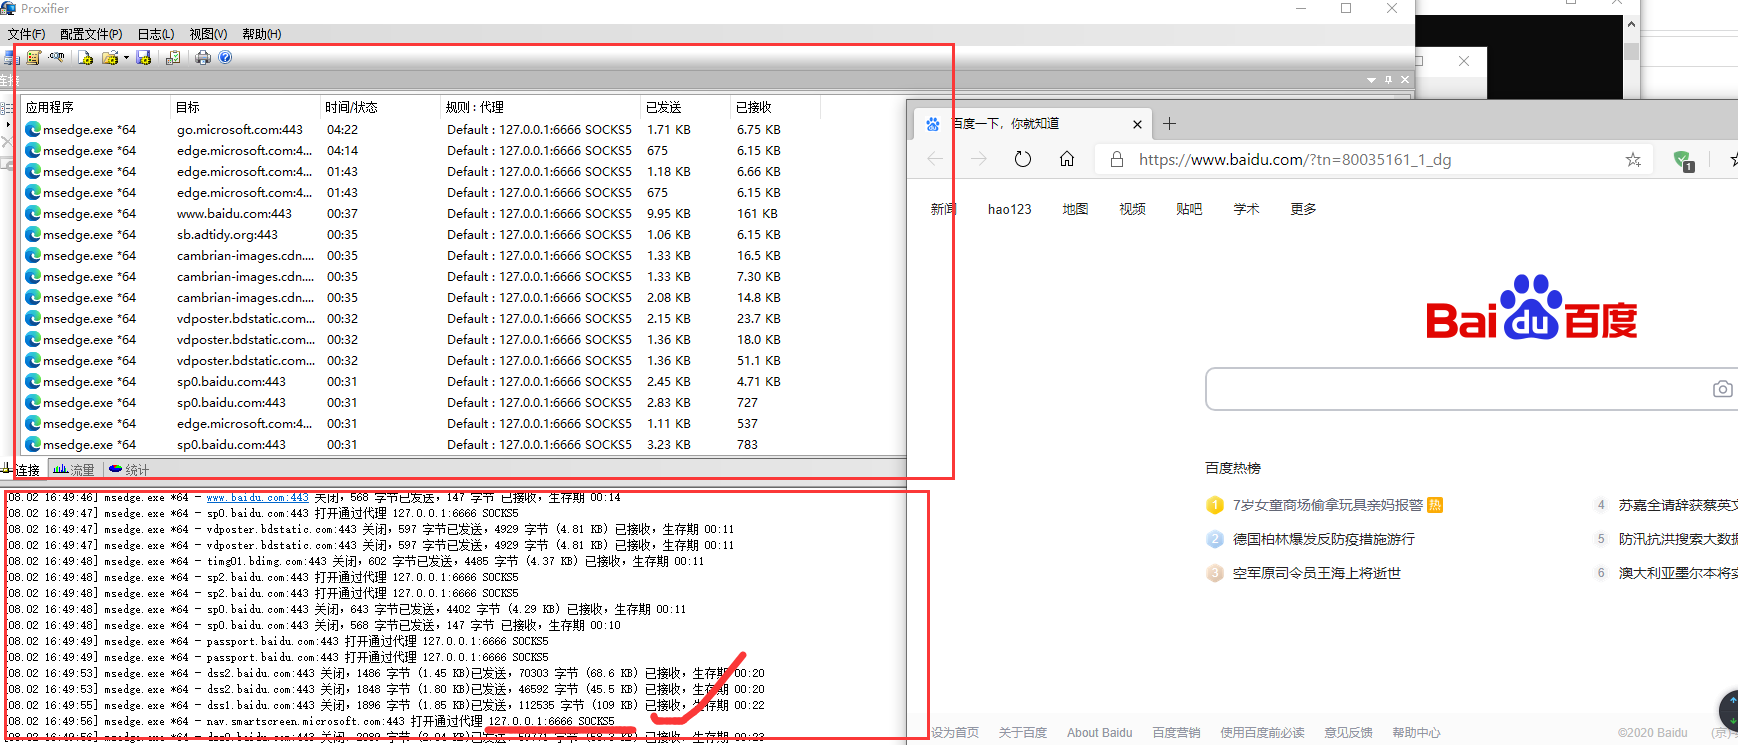 Proxifier
文件(F) 配置文件(P) 日志(L) 视图(V) 帮助(H)
连接
应用程序 目标 时间/状态 规则 : 代理 已发送 已接收
msedge.exe *64 go.microsoft.com:443 04:22 Default : 127.0.0.1:6666 SOCKS5 1.71 KB 6.75 KB
msedge.exe *64 edge.microsoft.com:4... 04:14 Default : 127.0.0.1:6666 SOCKS5 675 6.15 KB
msedge.exe *64 edge.microsoft.com:4... 01:43 Default : 127.0.0.1:6666 SOCKS5 1.18 KB 6.66 KB
msedge.exe *64 edge.microsoft.com:4... 01:43 Default : 127.0.0.1:6666 SOCKS5 675 6.15 KB
msedge.exe *64 www.baidu.com:443 00:37 Default : 127.0.0.1:6666 SOCKS5 9.95 KB 161 KB
msedge.exe *64 sb.adtidy.org:443 00:35 Default : 127.0.0.1:6666 SOCKS5 1.06 KB 6.15 KB
msedge.exe *64 cambrian-images.cdn.... 00:35 Default : 127.0.0.1:6666 SOCKS5 1.33 KB 16.5 KB
msedge.exe *64 cambrian-images.cdn.... 00:35 Default : 127.0.0.1:6666 SOCKS5 1.33 KB 7.30 KB
msedge.exe *64 cambrian-images.cdn.... 00:35 Default : 127.0.0.1:6666 SOCKS5 2.08 KB 14.8 KB
msedge.exe *64 vdposter.bdstatic.com... 00:32 Default : 127.0.0.1:6666 SOCKS5 2.15 KB 23.7 KB
msedge.exe *64 vdposter.bdstatic.com... 00:32 Default : 127.0.0.1:6666 SOCKS5 1.36 KB 18.0 KB
msedge.exe *64 vdposter.bdstatic.com... 00:32 Default : 127.0.0.1:6666 SOCKS5 1.36 KB 51.1 KB
msedge.exe *64 sp0.baidu.com:443 00:31 Default : 127.0.0.1:6666 SOCKS5 2.45 KB 4.71 KB
msedge.exe *64 sp0.baidu.com:443 00:31 Default : 127.0.0.1:6666 SOCKS5 2.83 KB 727
msedge.exe *64 edge.microsoft.com:4... 00:31 Default : 127.0.0.1:6666 SOCKS5 1.11 KB 537
msedge.exe *64 sp0.baidu.com:443 00:31 Default : 127.0.0.1:6666 SOCKS5 3.23 KB 783
连接 流量 统计
[08.02 16:49:46] msedge.exe *64 - www.baidu.com:443 关闭，568 字节已发送，147 字节 已接收，生存期 00:14
[08.02 16:49:47] msedge.exe *64 - sp0.baidu.com:443 打开通过代理 127.0.0.1:6666 SOCKS5
[08.02 16:49:47] msedge.exe *64 - vdposter.bdstatic.com:443 关闭，597 字节已发送，4929 字节 (4.81 KB) 已接收，生存期 00:11
[08.02 16:49:47] msedge.exe *64 - vdposter.bdstatic.com:443 关闭，597 字节已发送，4929 字节 (4.81 KB) 已接收，生存期 00:11
[08.02 16:49:48] msedge.exe *64 - timg01.bdimg.com:443 关闭，602 字节已发送，4485 字节 (4.37 KB) 已接收，生存期 00:11
[08.02 16:49:48] msedge.exe *64 - sp2.baidu.com:443 打开通过代理 127.0.0.1:6666 SOCKS5
[08.02 16:49:48] msedge.exe *64 - sp2.baidu.com:443 打开通过代理 127.0.0.1:6666 SOCKS5
[08.02 16:49:48] msedge.exe *64 - sp0.baidu.com:443 关闭，643 字节已发送，4402 字节 (4.29 KB) 已接收，生存期 00:11
[08.02 16:49:48] msedge.exe *64 - sp0.baidu.com:443 关闭，568 字节已发送，147 字节 已接收，生存期 00:10
[08.02 16:49:49] msedge.exe *64 - passport.baidu.com:443 打开通过代理 127.0.0.1:6666 SOCKS5
[08.02 16:49:49] msedge.exe *64 - passport.baidu.com:443 打开通过代理 127.0.0.1:6666 SOCKS5
[08.02 16:49:53] msedge.exe *64 - dss2.baidu.com:443 关闭，1486 字节 (1.45 KB)已发送，70303 字节 (68.6 KB) 已接收，生存期 00:20
[08.02 16:49:53] msedge.exe *64 - dss2.baidu.com:443 关闭，1848 字节 (1.80 KB)已发送，46592 字节 (45.5 KB) 已接收，生存期 00:20
[08.02 16:49:55] msedge.exe *64 - dss1.baidu.com:443 关闭，1896 字节 (1.85 KB)已发送，112535 字节 (109 KB) 已接收，生存期 00:22
[08.02 16:49:56] msedge.exe *64 - nav.smartscreen.microsoft.com:443 打开通过代理 127.0.0.1:6666 SOCKS5
百度一下，你就知道
https://www.baidu.com/?tn=80035161_1_dg
1
新闻 hao123 地图 视频 贴吧 学术 更多
Baidu百度
百度热榜
1 7岁女童商场偷拿玩具亲妈报警 热
2 德国柏林爆发反防疫措施游行
3 空军原司令员王海上将逝世
4 苏嘉全请辞获蔡英文
5 防汛抗洪搜索大数据
6 澳大利亚墨尔本将实
设为首页 关于百度 About Baidu 百度营销 使用百度前必读 意见反馈 帮助中心 ©2020 Baidu (京